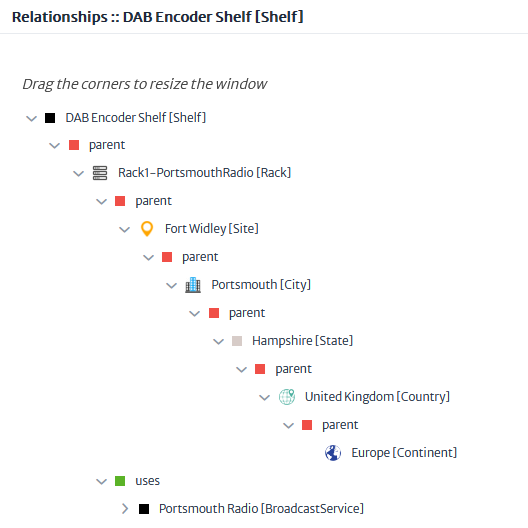 Relationships :: DAB Encoder Shelf [Shelf]
Drag the corners to resize the window
DAB Encoder Shelf [Shelf]
parent
Rack1-PortsmouthRadio [Rack]
parent
Fort Widley [Site]
parent
Portsmouth [City]
parent
Hampshire [State]
parent
United Kingdom [Country]
parent
Europe [Continent]
uses
Portsmouth Radio [BroadcastService]